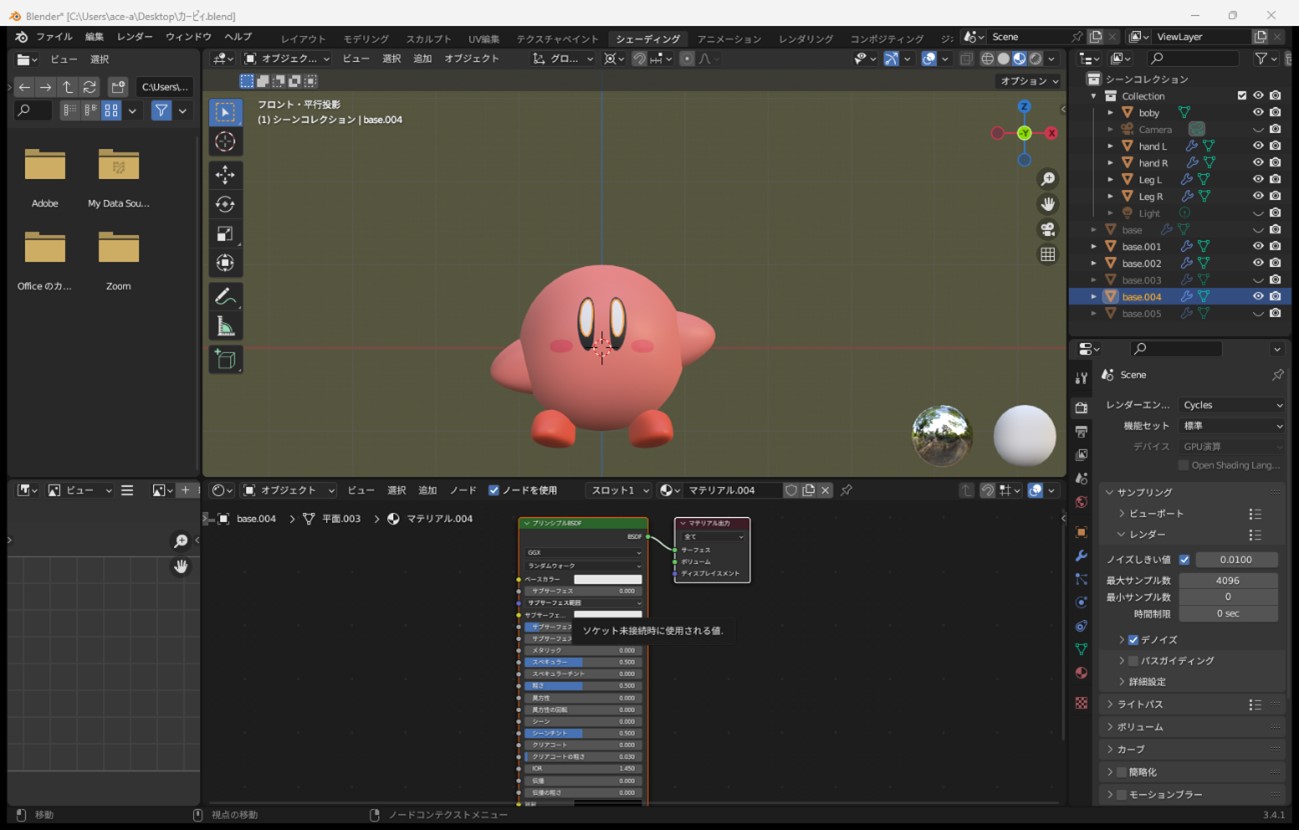 Blender* [C:\Users\ace-a\Desktop\カービィ.blend]
ファイル 編集 レンダー ウィンドウ ヘルプ レイアウト モデリング スカルプト UV編集 テクスチャペイント シェーディング アニメーション レンダリング コンポジティング ジ: Scene ViewLayer
ビュー 選択
オブジェク... ビュー 選択 追加 オブジェクト グロ...
C:\Users\...
オプション
フロント・平行投影
(1) シーンコレクション | base.004
Adobe My Data Sou...
Office のカ... Zoom
Z
-Y X
シーンコレクション
Collection
boby
Camera
hand L
hand R
Leg L
Leg R
Light
base
base.001
base.002
base.003
base.004
base.005
Scene
レンダーエン... Cycles
機能セット 標準
デバイス GPU演算
Open Shading Lang...
サンプリング
ビューポート
レンダー
ノイズしきい値 0.0100
最大サンプル数 4096
最小サンプル数 0
時間制限 0 sec
デノイズ
パスガイディング
詳細設定
ライトパス
ボリューム
カーブ
簡略化
モーションブラー
ビュー
オブジェクト ビュー 選択 追加 ノード ノードを使用 スロット1 マテリアル.004
base.004 平面.003 マテリアル.004
プリンシプルBSDF
BSDF
GGX
ランダムウォーク
ベースカラー
サブサーフェス 0.000
サブサーフェス範囲
サブサーフェ...
サブサーフェス
サブサーフェス
メタリック 0.000
スペキュラー 0.500
スペキュラーチント 0.000
粗さ 0.500
異方性 0.000
異方性の回転 0.000
シーン 0.000
シーンチント 0.500
クリアコート 0.000
クリアコートの粗さ 0.030
IOR 1.450
伝播 0.000
伝播の粗さ 0.000
マテリアル出力
全て
サーフェス
ボリューム
ディスプレイスメント
ソケット未接続時に使用される値.
移動 視点の移動 ノードコンテクストメニュー 3.4.1